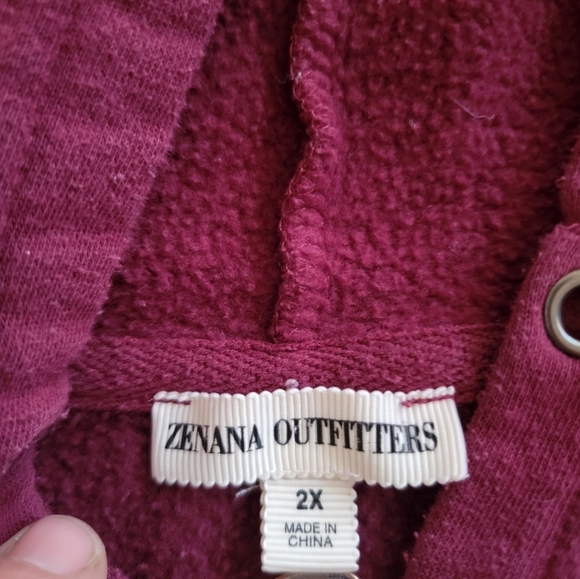 ZENANA OUTFITTERS
2X
MADE IN
CHINA